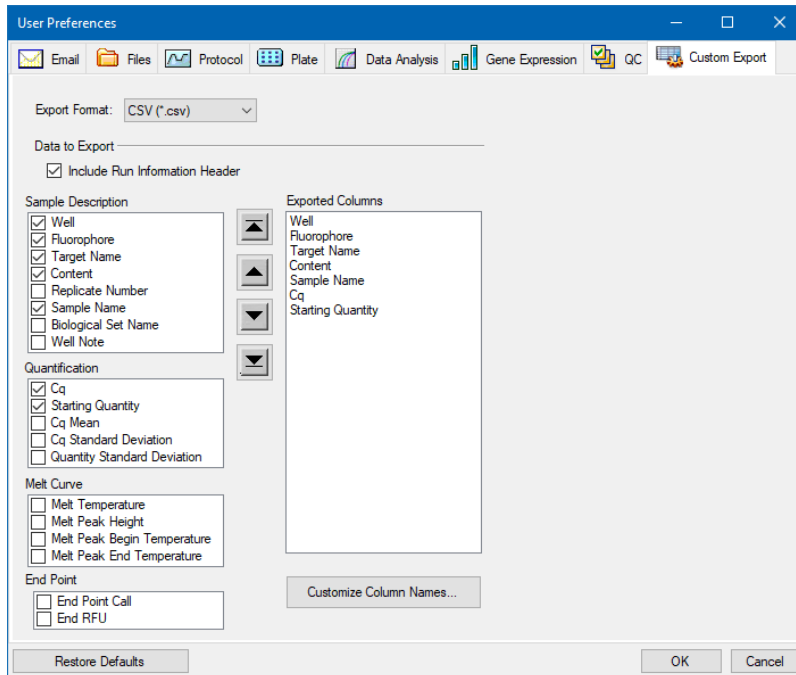 User Preferences
Email Files Protocol Plate Data Analysis Gene Expression QC Custom Export
Export Format: CSV (*.csv)
Data to Export
Include Run Information Header
Sample Description
Well
Fluorophore
Target Name
Content
Replicate Number
Sample Name
Biological Set Name
Well Note
Quantification
Cq
Starting Quantity
Cq Mean
Cq Standard Deviation
Quantity Standard Deviation
Melt Curve
Melt Temperature
Melt Peak Height
Melt Peak Begin Temperature
Melt Peak End Temperature
End Point
End Point Call
End RFU
Exported Columns
Well
Fluorophore
Target Name
Content
Sample Name
Cq
Starting Quantity
Customize Column Names...
Restore Defaults
OK
Cancel